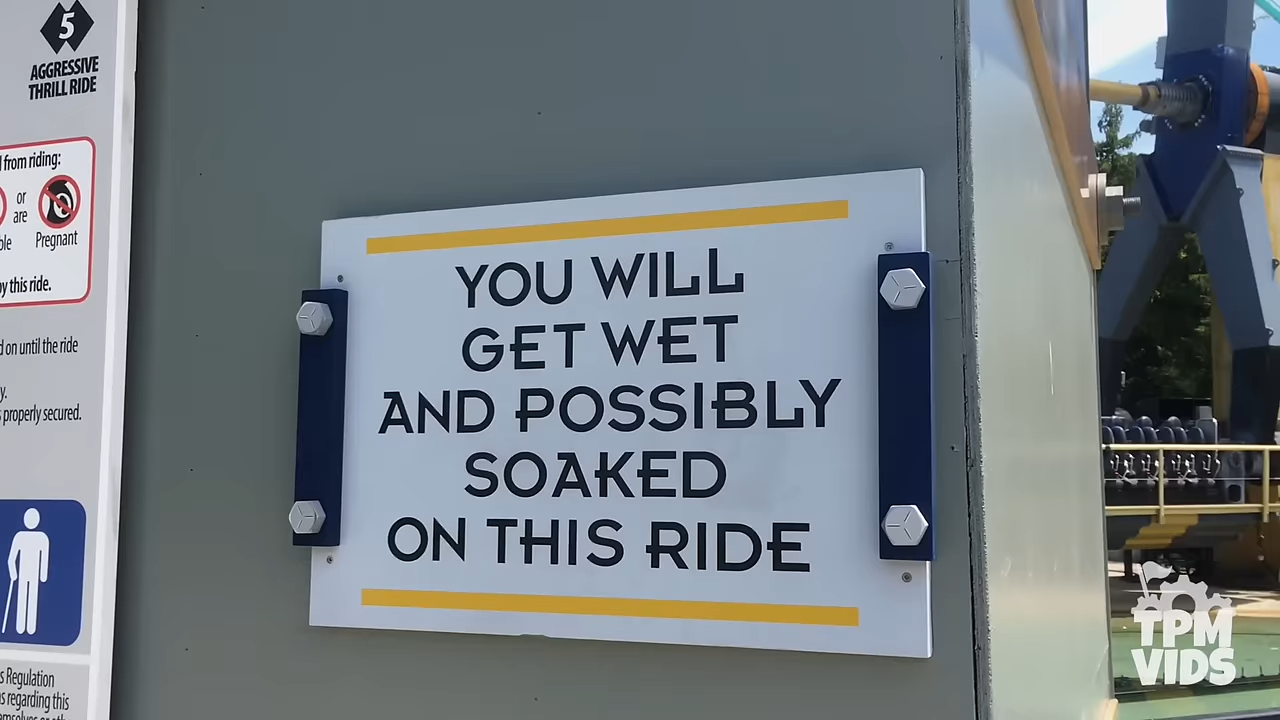 5
AGGRESSIVE
THRILL RIDE
from riding:
or
are
Pregnant
this ride.
on until the ride
properly secured.
Regulation
regarding this
YOU WILL
GET WET
AND POSSIBLY
SOAKED
ON THIS RIDE
TPM
VIDS